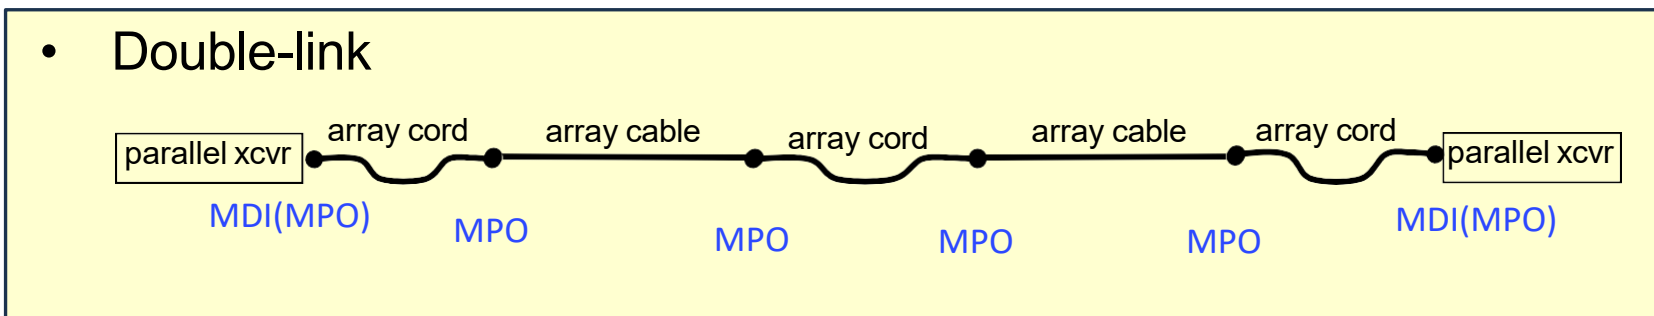 • Double-link
array cord array cable array cord array cable array cord
parallel xcvr parallel xcvr
MDI(MPO) MPO MPO MPO MPO MDI(MPO)